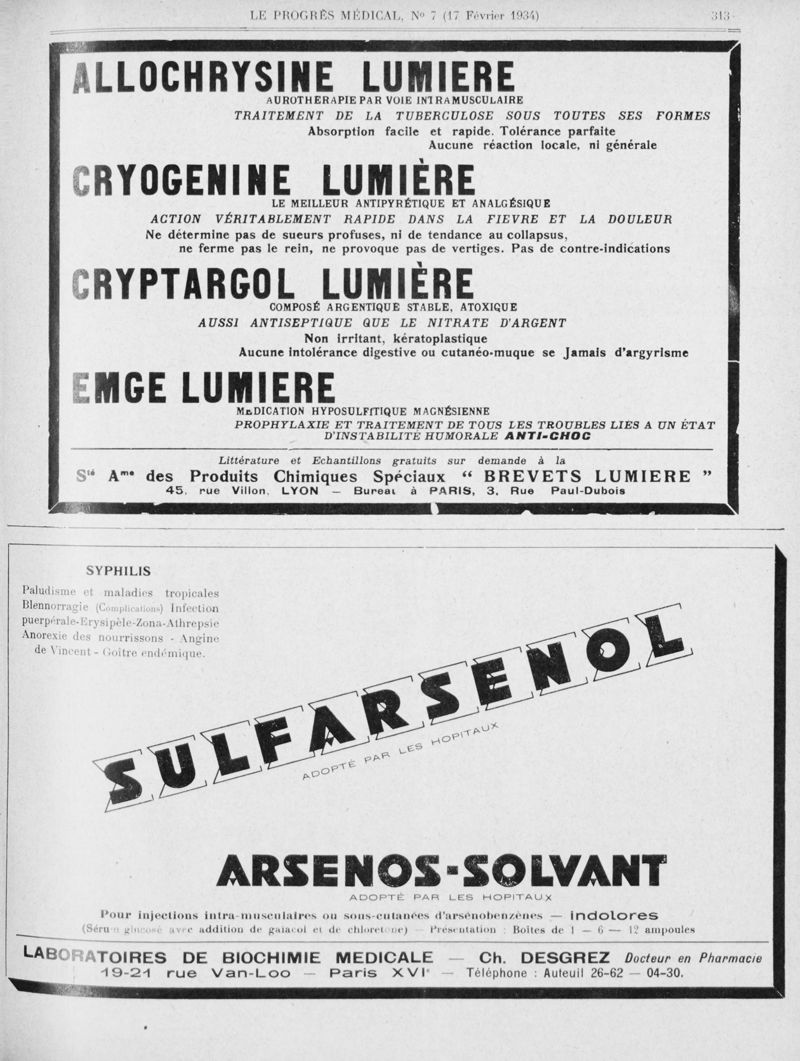 LE PROGRÈS MÉDICAL, No 7 (17 Février 1934) 313
ALLOCHRYSINE LUMIERE
AUROTHERAPIE PAR VOIE INTRAMUSCULAIRE
TRAITEMENT DE LA TUBERCULOSE SOUS TOUTES SES FORMES
Absorption facile et rapide. Tolérance parfaite
Aucune réaction locale, ni générale
CRYOGENINE LUMIÈRE
LE MEILLEUR ANTIPYRÉTIQUE ET ANALGÉSIQUE
ACTION VÉRITABLEMENT RAPIDE DANS LA FIEVRE ET LA DOULEUR
Ne détermine pas de sueurs profuses, ni de tendance au collapsus,
ne ferme pas le rein, ne provoque pas de vertiges. Pas de contre-indications
CRYPTARGOL LUMIÈRE
COMPOSÉ ARGENTIQUE STABLE, ATOXIQUE
AUSSI ANTISEPTIQUE QUE LE NITRATE D'ARGENT
Non irritant, kératoplastique
Aucune intolérance digestive ou cutanéo-muque se Jamais d'argyrisme
EMGE LUMIERE
MEDICATION HYPOSULFITIQUE MAGNÉSIENNE
PROPHYLAXIE ET TRAITEMENT DE TOUS LES TROUBLES LIES A UN ÉTAT
D'INSTABILITÉ HUMORALE ANTI-CHOC
Littérature et Echantillons gratuits sur demande à la
Sté Ame des Produits Chimiques Spéciaux “ BREVETS LUMIERE ”
45, rue Villon, LYON — Bureau à PARIS, 3, Rue Paul-Dubois
SYPHILIS
Paludisme et maladies tropicales
Blennorragie (Complications) Infection
puerpérale-Erysipèle-Zona-Athrepsie
Anorexie des nourrissons - Angine
de Vincent - Goître endémique.
SULFARSENOL
ADOPTÉ PAR LES HOPITAUX
ARSENOS-SOLVANT
ADOPTÉ PAR LES HOPITAUX
Pour injections intra-musculaires ou sous-cutanées d'arsénobenzènes — indolores
(Sérum glucosé avec addition de gaiacol et de chloretone) — Présentation : Boîtes de 1 — 6 — 12 ampoules
LABORATOIRES DE BIOCHIMIE MEDICALE — Ch. DESGREZ Docteur en Pharmacie
19-21 rue Van-Loo — Paris XVIe — Téléphone : Auteuil 26-62 — 04-30.